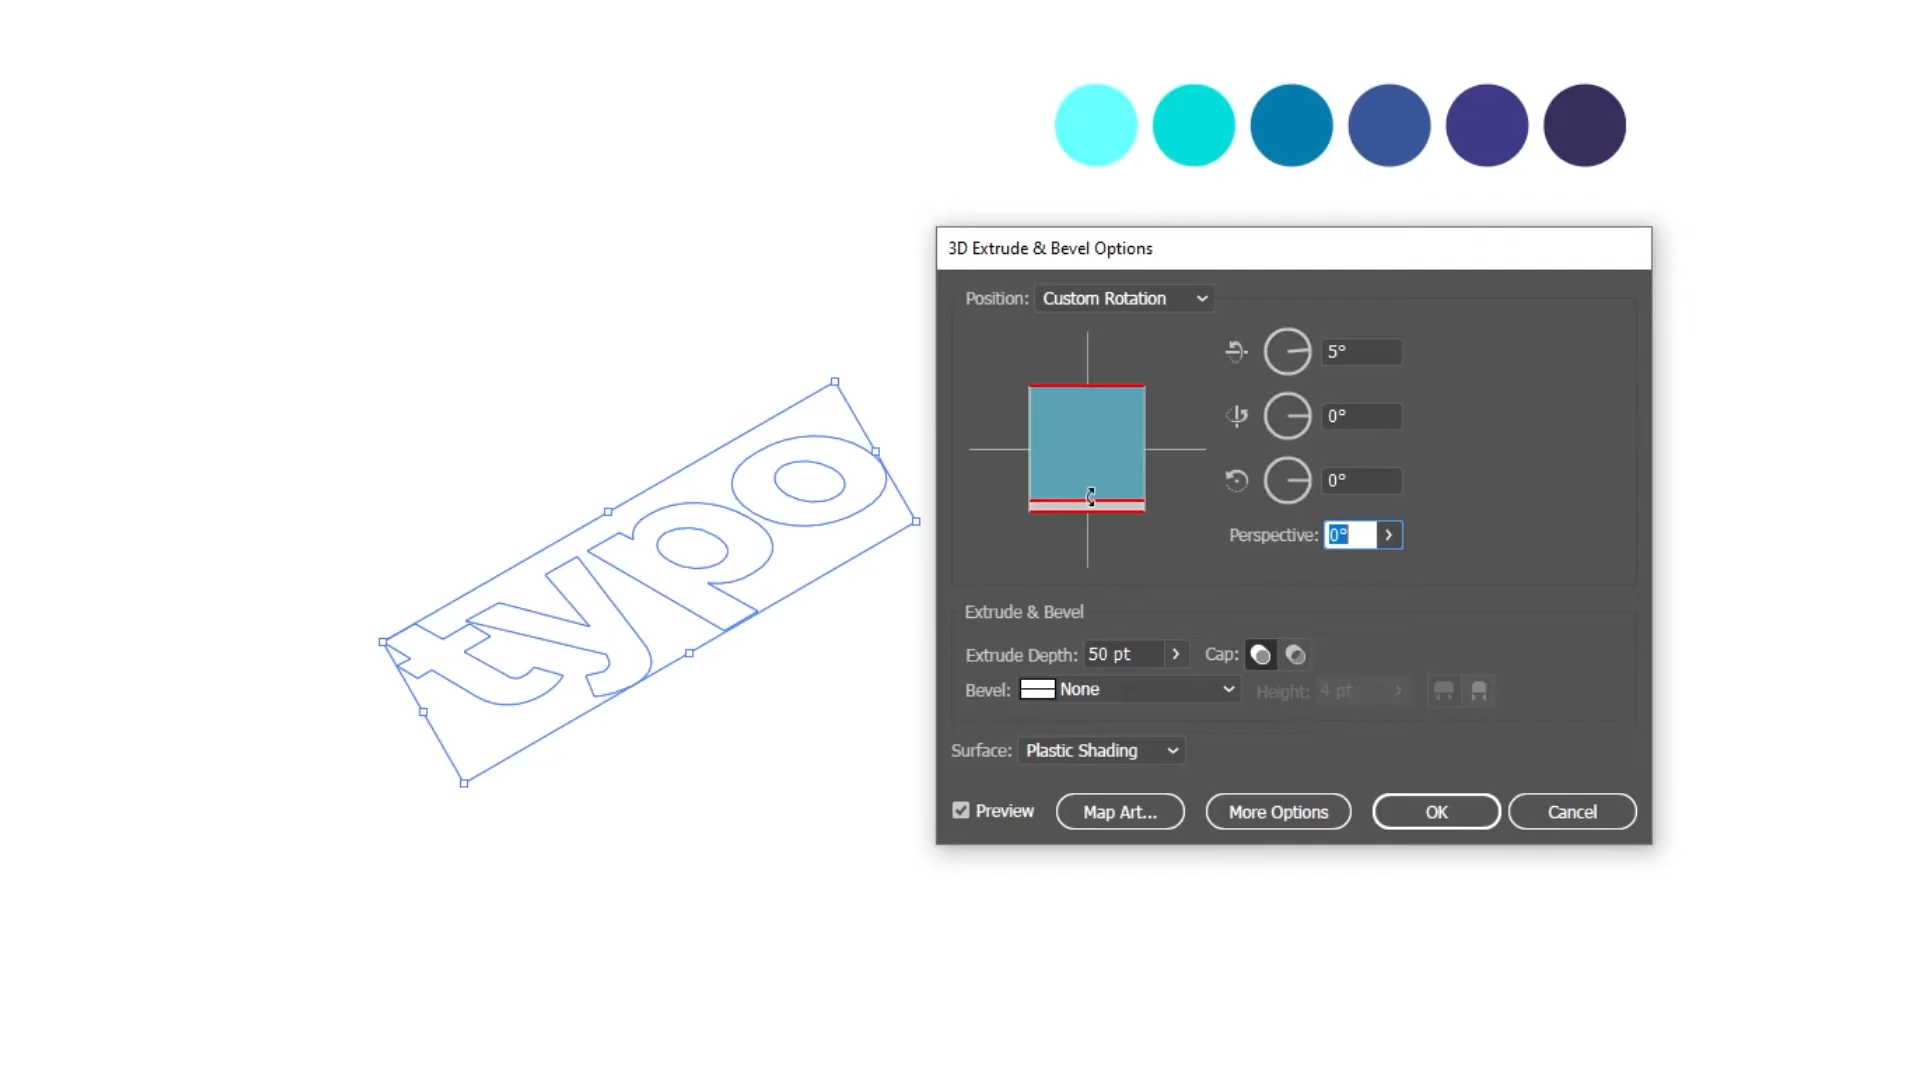 3D Extrude & Bevel Options
Position: Custom Rotation
5°
0°
0°
Perspective: 0°
typo
Extrude & Bevel
Extrude Depth: 50 pt Cap:
Bevel: None Height: 4 pt
Surface: Plastic Shading
Preview Map Art... More Options OK Cancel